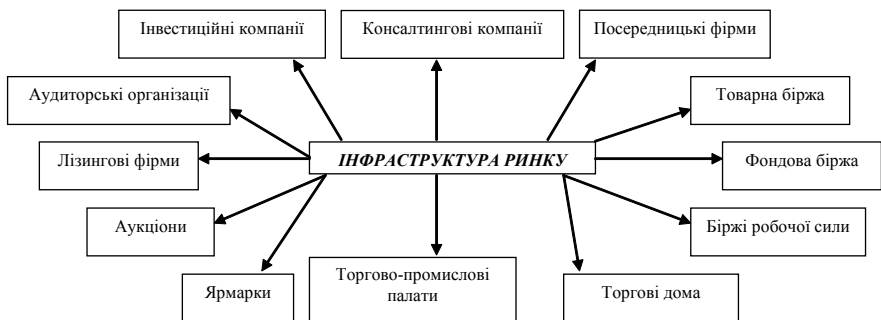 Інвестиційні компанії
Консалтингові компанії
Посередницькі фірми
Аудиторські організації
Товарна біржа
Лізингові фірми
ІНФРАСТРУКТУРА РИНКУ
Фондова біржа
Аукціони
Біржі робочої сили
Ярмарки
Торгово-промислові
палати
Торгові дома